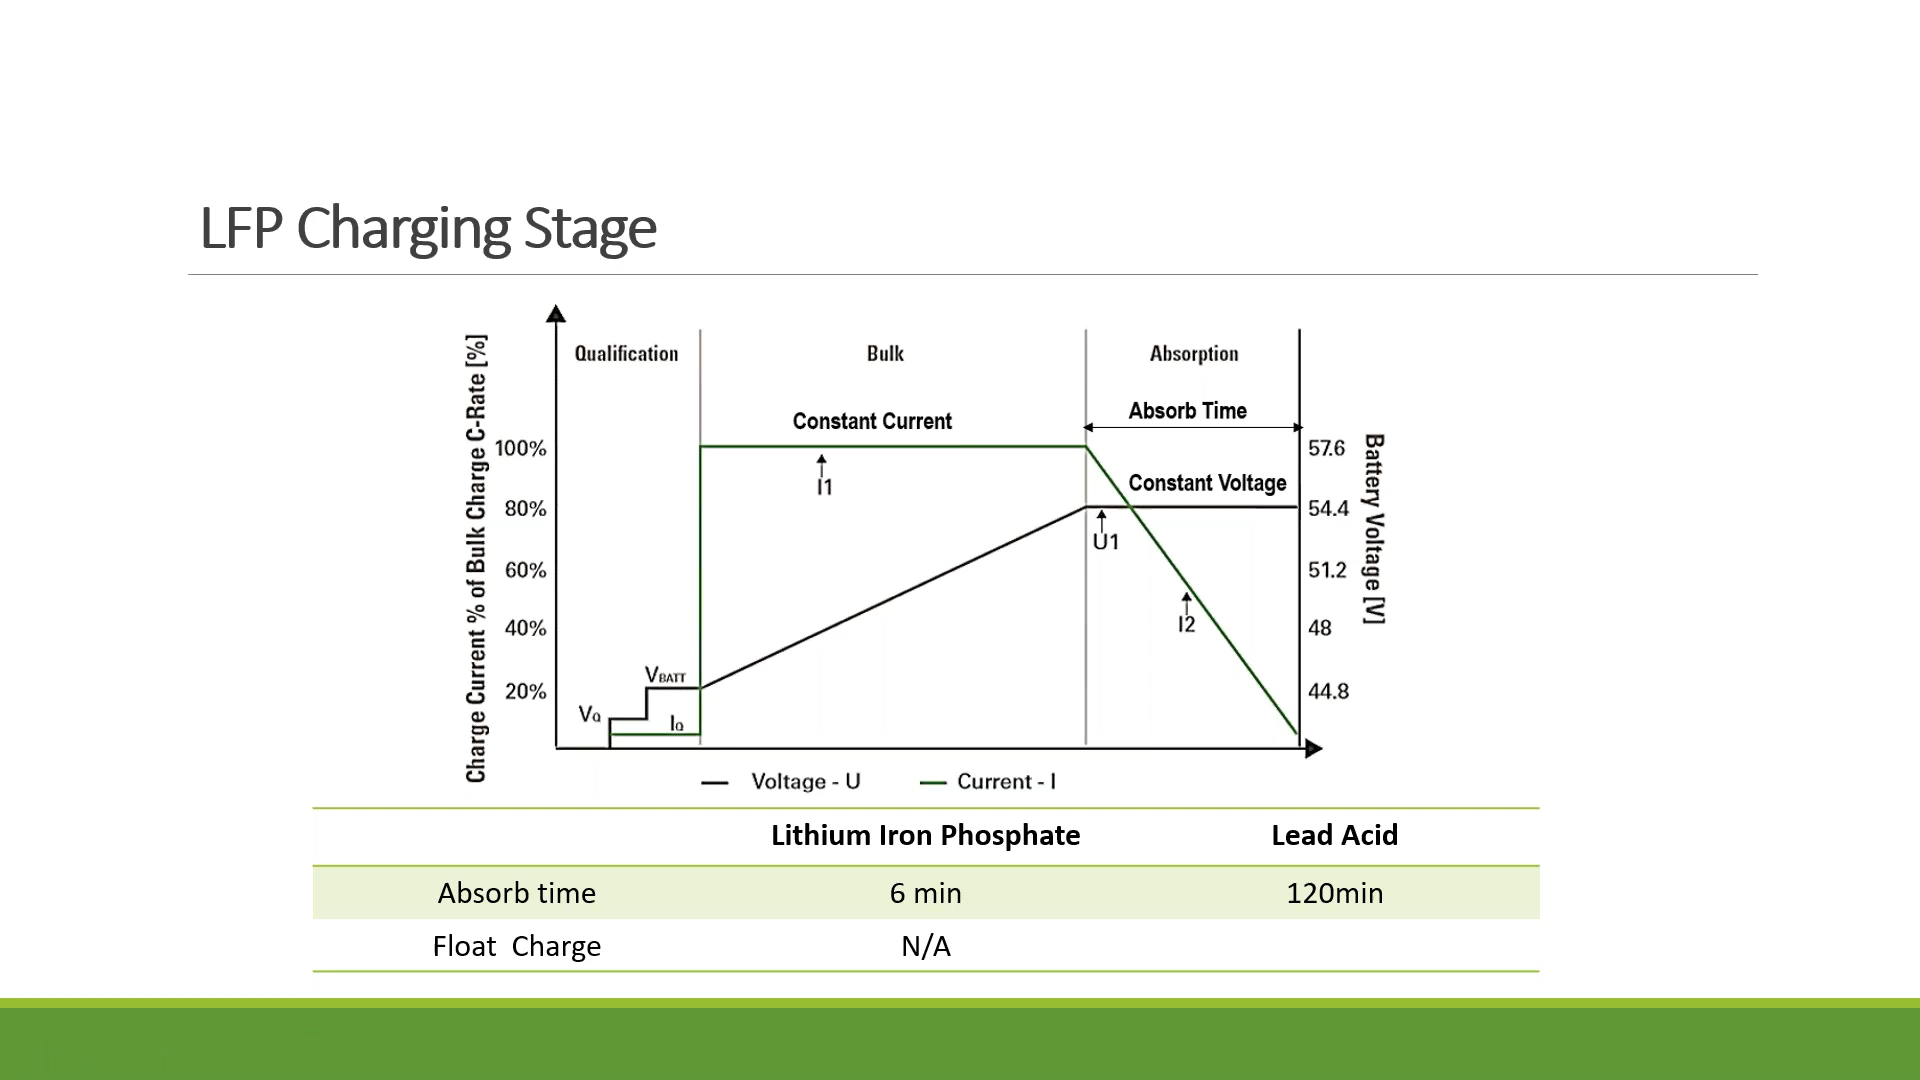 LFP Charging Stage
Charge Current % of Bulk Charge C-Rate [%]
Qualification
Bulk
Absorption
Constant Current
Absorb Time
100%
57.6
I1
Constant Voltage
80%
54.4
U1
60%
51.2
40%
I2
48
VBATT
20%
44.8
VQ
IQ
Battery Voltage [V]
Voltage - U
Current - I
Lithium Iron Phosphate
Lead Acid
Absorb time
6 min
120min
Float Charge
N/A